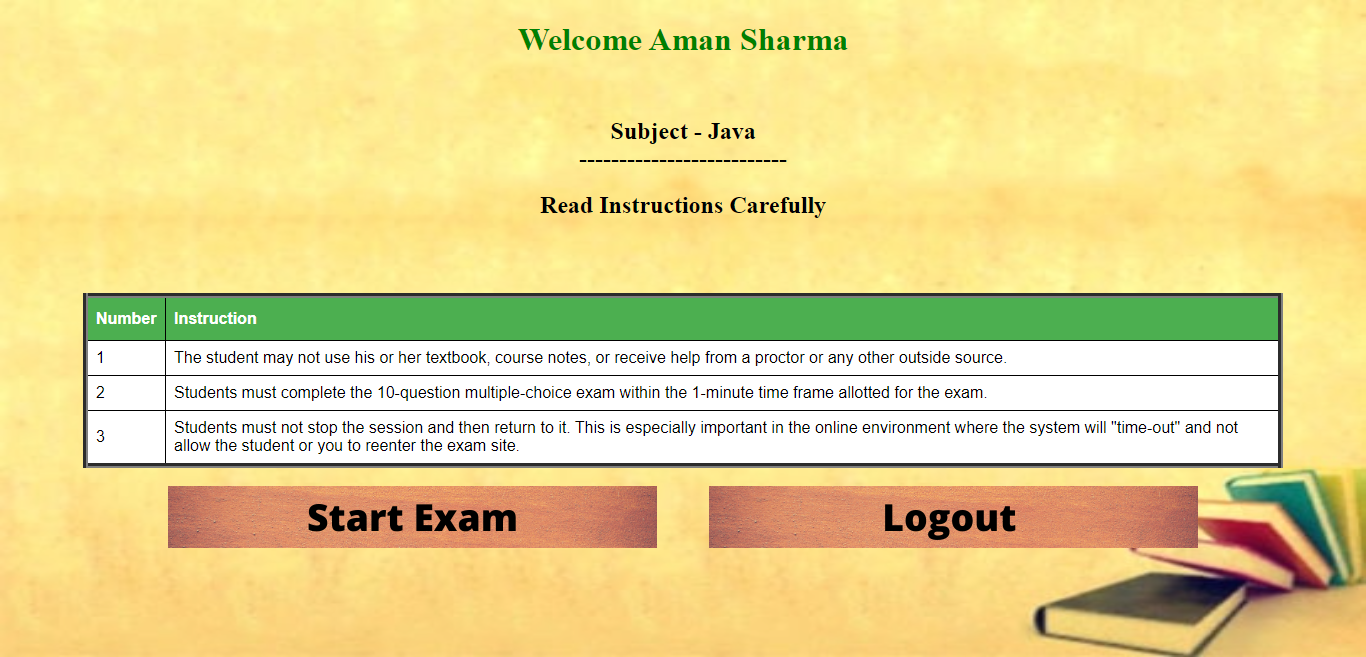 Welcome Aman Sharma
Subject - Java
--------------------------
Read Instructions Carefully
Number Instruction
1 The student may not use his or her textbook, course notes, or receive help from a proctor or any other outside source.
2 Students must complete the 10-question multiple-choice exam within the 1-minute time frame allotted for the exam.
3 Students must not stop the session and then return to it. This is especially important in the online environment where the system will "time-out" and not
allow the student or you to reenter the exam site.
Start Exam Logout